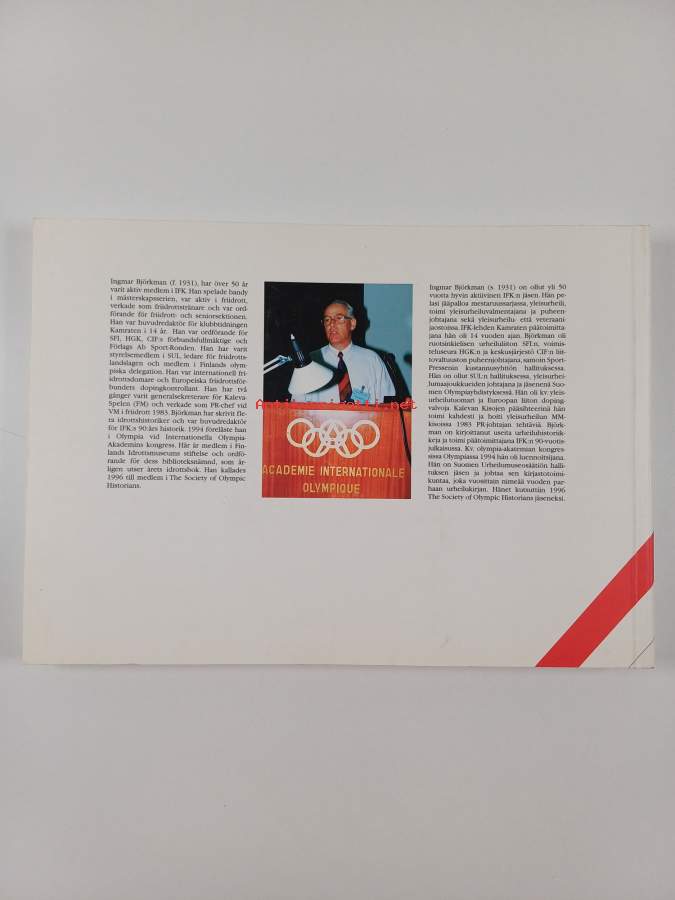 Ingmar Björkman (f. 1931), har över 50 år
varit aktiv medlem i IFK. Han spelade bandy
i mästerskapsserien, var aktiv i friidrott,
verkade som friidrottstränare och var ord-
förande för friidrott- och seniorsektionen.
Han var huvudredaktör för klubbtidningen
Kamraten i 14 år. Han var ordförande för
SFI, HGK, CIF:s förbundsfullmäktige och
Förlags Ab Sport-Ronden. Han har varit
styrelsemedlem i SUL, ledare för friidrotts-
landslagen och medlem i Finlands olym-
piska delegation. Han var internationell fri-
idrottsdomare och Europeiska friidrottsför-
bundets dopingkontrollant. Han har två
gånger varit generalsekreterare för Kaleva-
Spelen (FM) och verkade som PR-chef vid
VM i friidrott 1983. Björkman har skrivit fle-
ra idrottshistoriker och var huvudredaktör
för IFK:s 90-års historik. 1994 föreläste han
i Olympia vid Internationella Olympia-
Akademins kongress. Här är medlem i Fin-
lands Idrottsmuseums stiftelse och ordfö-
rande för dess biblioteksnämnd, som år-
ligen utser årets idrottsbok. Han kallades
1996 till medlem i The Society of Olympic
Historians.
ACADEMIE INTERNATIONALE
OLYMPIQUE
Ingmar Björkman (s. 1931) on ollut yli 50
vuotta hyvin aktiivinen IFK:n jäsen. Hän pe-
lasi jääpalloa mestaruussarjassa, yleisurheili,
toimi yleisurheiluvalmentajana ja puheen-
johtajana sekä yleisurheilu- että veteraani-
jaostoissa. IFK-lehden Kamraten päätoimitta-
jana hän oli 14 vuoden ajan. Björkman oli
ruotsinkielisen urheiluliiton SFI:n, voimis-
teluseura HGK:n ja keskusjärjestö CIF:n liit-
tovaltuuston puheenjohtajana, samoin Sport-
Pressenin kustannusyhtiön hallituksessa.
Hän on ollut SUL:n hallituksessa, yleisurhei-
lumaajoukkueiden johtajana ja jäsenenä Suo-
men Olympiayhdistyksessä. Hän oli kv. yleis-
urheilutuomari ja Euroopan liiton doping-
valvoja. Kalevan Kisojen pääsihteerinä hän
toimi kahdesti ja hoiti yleisurheilun MM-
kisoissa 1983 PR-johtajan tehtäviä. Björk-
man on kirjoittanut useita urheiluhistoriik-
keja ja toimi päätoimittajana IFK:n 90-vuotis-
julkaisussa. Kv. olympia-akatemian kongres-
sissa Olympiassa 1994 hän oli luennoitsijana.
Hän on Suomen Urheilumuseosäätiön halli-
tuksen jäsen ja johtaa sen kirjastotoimi-
kuntaa, joka vuosittain nimeää vuoden par-
haan urheilukirjan. Hänet kutsuttiin 1996
The Society of Olympic Historians jäseneksi.